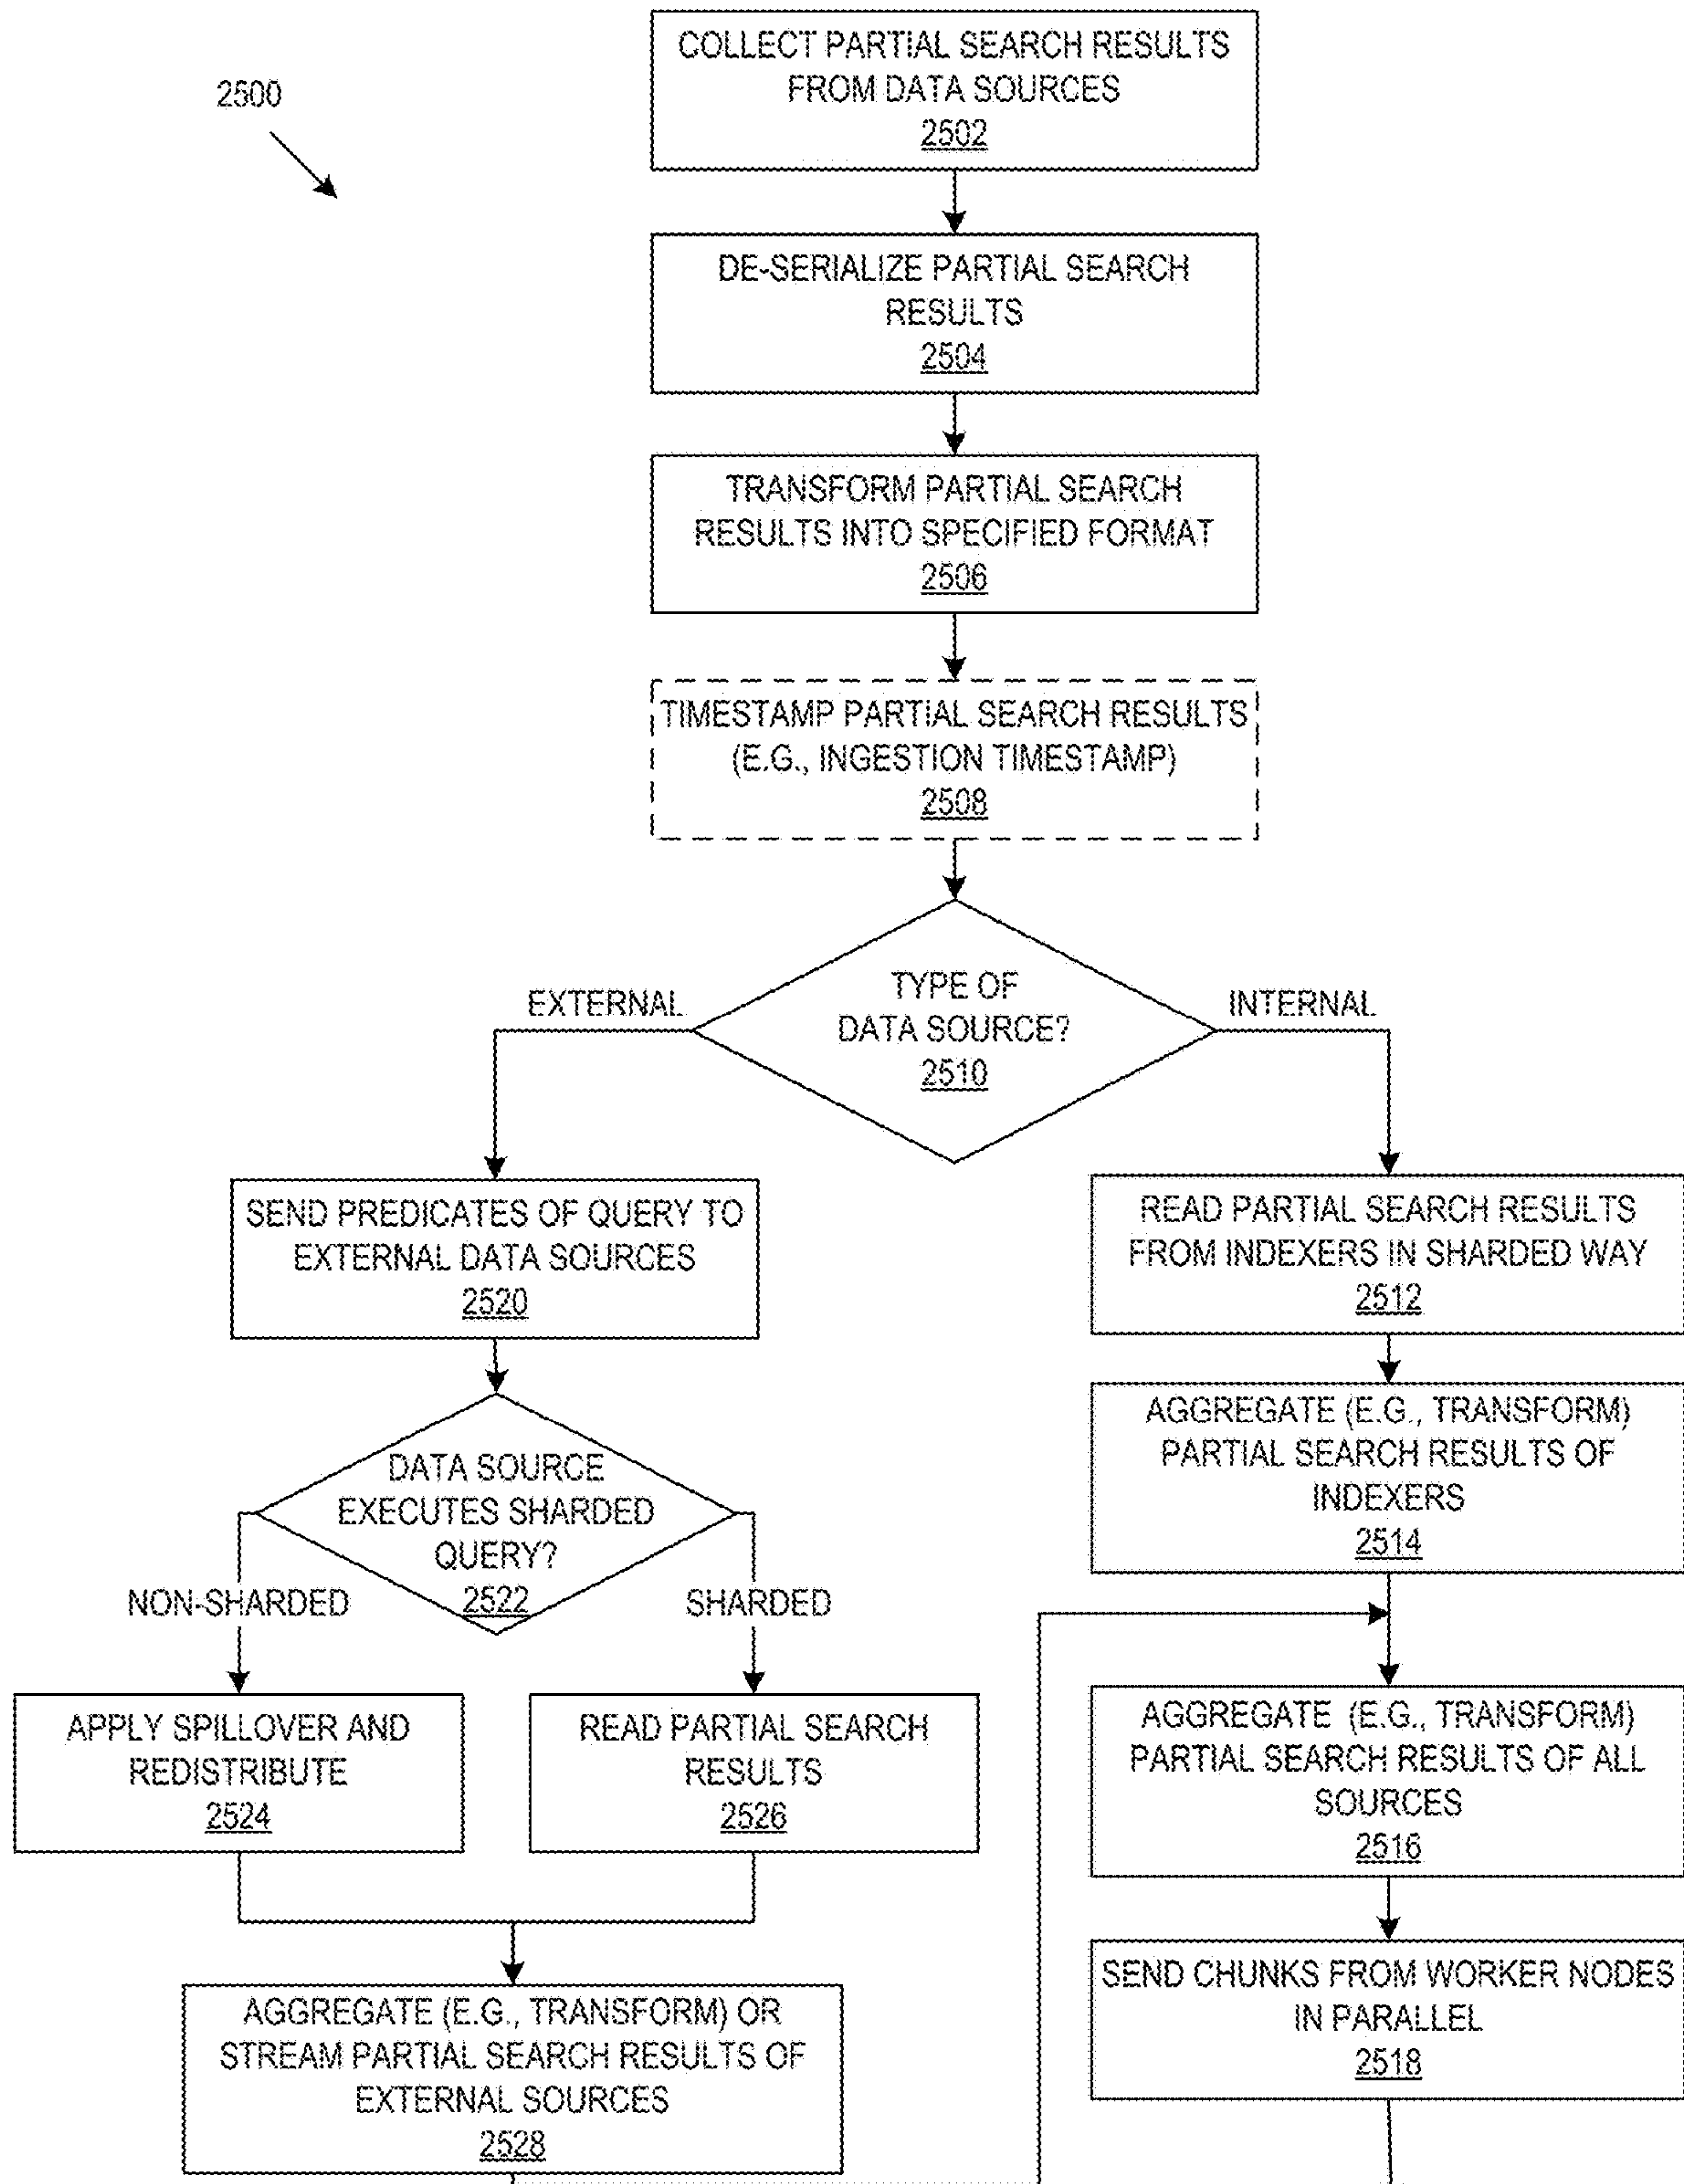 COLLECT PARTIAL SEARCH RESULTS
FROM DATA SOURCES
2502
2500
DE-SERIALIZE PARTIAL SEARCH
RESULTS
2504
TRANSFORM PARTIAL SEARCH
RESULTS INTO SPECIFIED FORMAT
2506
TIMESTAMP PARTIAL SEARCH RESULTS
(E.G., INGESTION TIMESTAMP)
2508
TYPE OF
DATA SOURCE?
2510
EXTERNAL
INTERNAL
SEND PREDICATES OF QUERY TO
EXTERNAL DATA SOURCES
2520
READ PARTIAL SEARCH RESULTS
FROM INDEXERS IN SHARDED WAY
2512
DATA SOURCE
EXECUTES SHARDED
QUERY?
2522
NON-SHARDED
SHARDED
AGGREGATE (E.G., TRANSFORM)
PARTIAL SEARCH RESULTS OF
INDEXERS
2514
APPLY SPILLOVER AND
REDISTRIBUTE
2524
READ PARTIAL SEARCH
RESULTS
2526
AGGREGATE (E.G., TRANSFORM)
PARTIAL SEARCH RESULTS OF ALL
SOURCES
2516
AGGREGATE (E.G., TRANSFORM) OR
STREAM PARTIAL SEARCH RESULTS OF
EXTERNAL SOURCES
2528
SEND CHUNKS FROM WORKER NODES
IN PARALLEL
2518